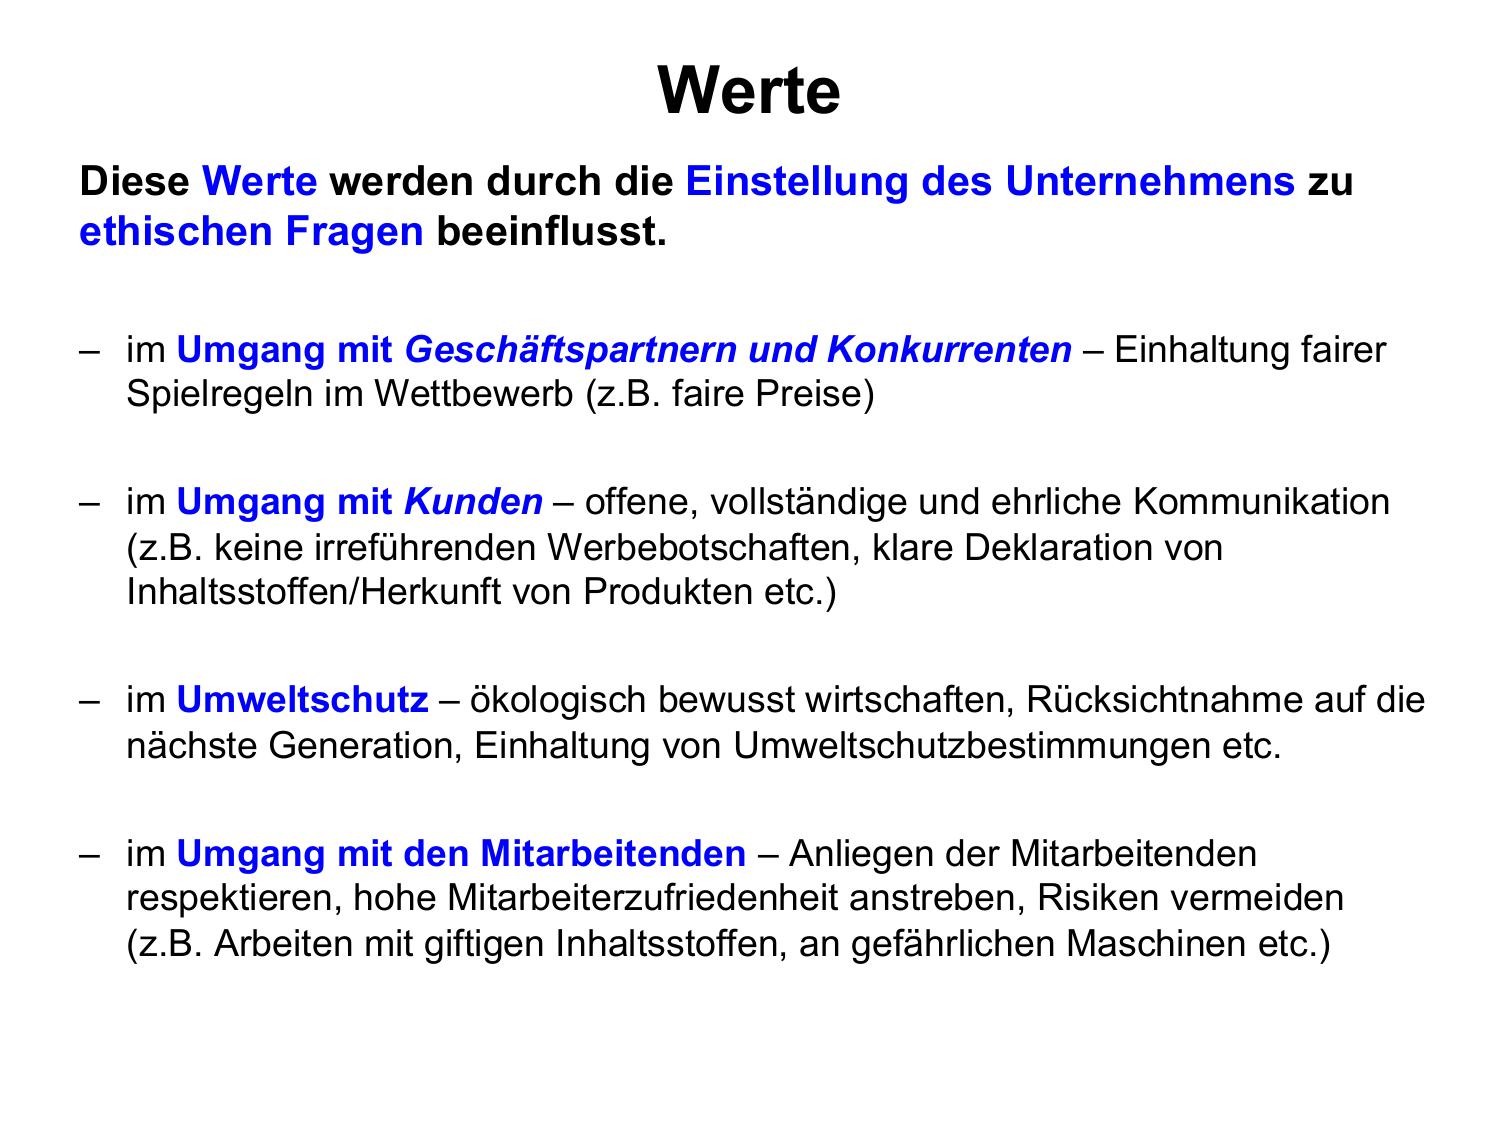 Werte
Diese Werte werden durch die Einstellung des Unternehmens zu
ethischen Fragen beeinflusst.
– im Umgang mit Geschäftspartnern und Konkurrenten – Einhaltung fairer
Spielregeln im Wettbewerb (z.B. faire Preise)
– im Umgang mit Kunden – offene, vollständige und ehrliche Kommunikation
(z.B. keine irreführenden Werbebotschaften, klare Deklaration von
Inhaltsstoffen/Herkunft von Produkten etc.)
– im Umweltschutz – ökologisch bewusst wirtschaften, Rücksichtnahme auf die
nächste Generation, Einhaltung von Umweltschutzbestimmungen etc.
– im Umgang mit den Mitarbeitenden – Anliegen der Mitarbeitenden
respektieren, hohe Mitarbeiterzufriedenheit anstreben, Risiken vermeiden
(z.B. Arbeiten mit giftigen Inhaltsstoffen, an gefährlichen Maschinen etc.)